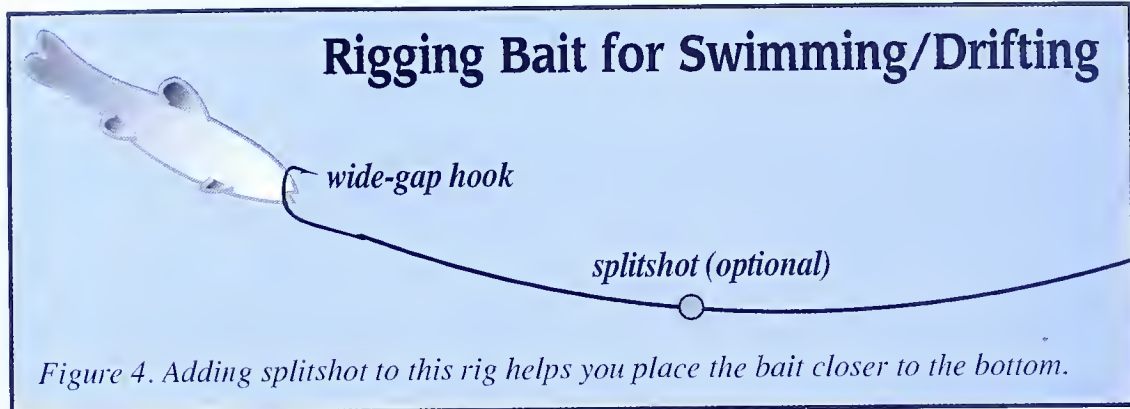 Rigging Bait for Swimming/Drifting
wide-gap hook
splitshot (optional)
Figure 4. Adding splitshot to this rig helps you place the bait closer to the bottom.